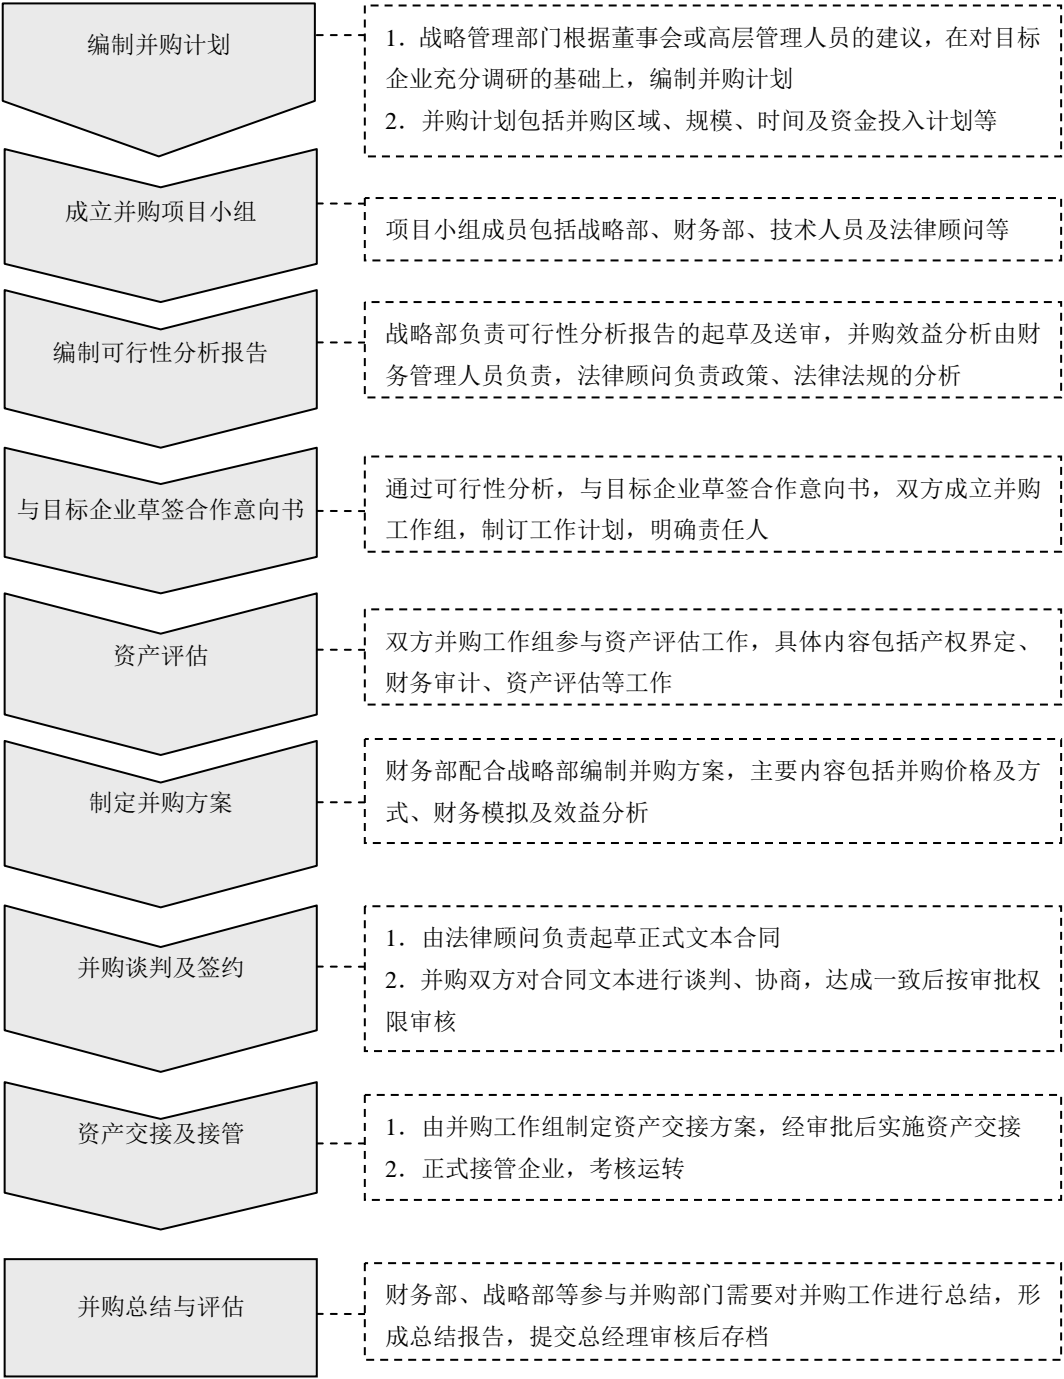 编制并购计划
1．战略管理部门根据董事会或高层管理人员的建议，在对目标
企业充分调研的基础上，编制并购计划
2．并购计划包括并购区域、规模、时间及资金投入计划等
成立并购项目小组
项目小组成员包括战略部、财务部、技术人员及法律顾问等
编制可行性分析报告
战略部负责可行性分析报告的起草及送审，并购效益分析由财
务管理人员负责，法律顾问负责政策、法律法规的分析
与目标企业草签合作意向书
通过可行性分析，与目标企业草签合作意向书，双方成立并购
工作组，制订工作计划，明确责任人
资产评估
双方并购工作组参与资产评估工作，具体内容包括产权界定、
财务审计、资产评估等工作
制定并购方案
财务部配合战略部编制并购方案，主要内容包括并购价格及方
式、财务模拟及效益分析
并购谈判及签约
1．由法律顾问负责起草正式文本合同
2．并购双方对合同文本进行谈判、协商，达成一致后按审批权
限审核
资产交接及接管
1．由并购工作组制定资产交接方案，经审批后实施资产交接
2．正式接管企业，考核运转
并购总结与评估
财务部、战略部等参与并购部门需要对并购工作进行总结，形
成总结报告，提交总经理审核后存档